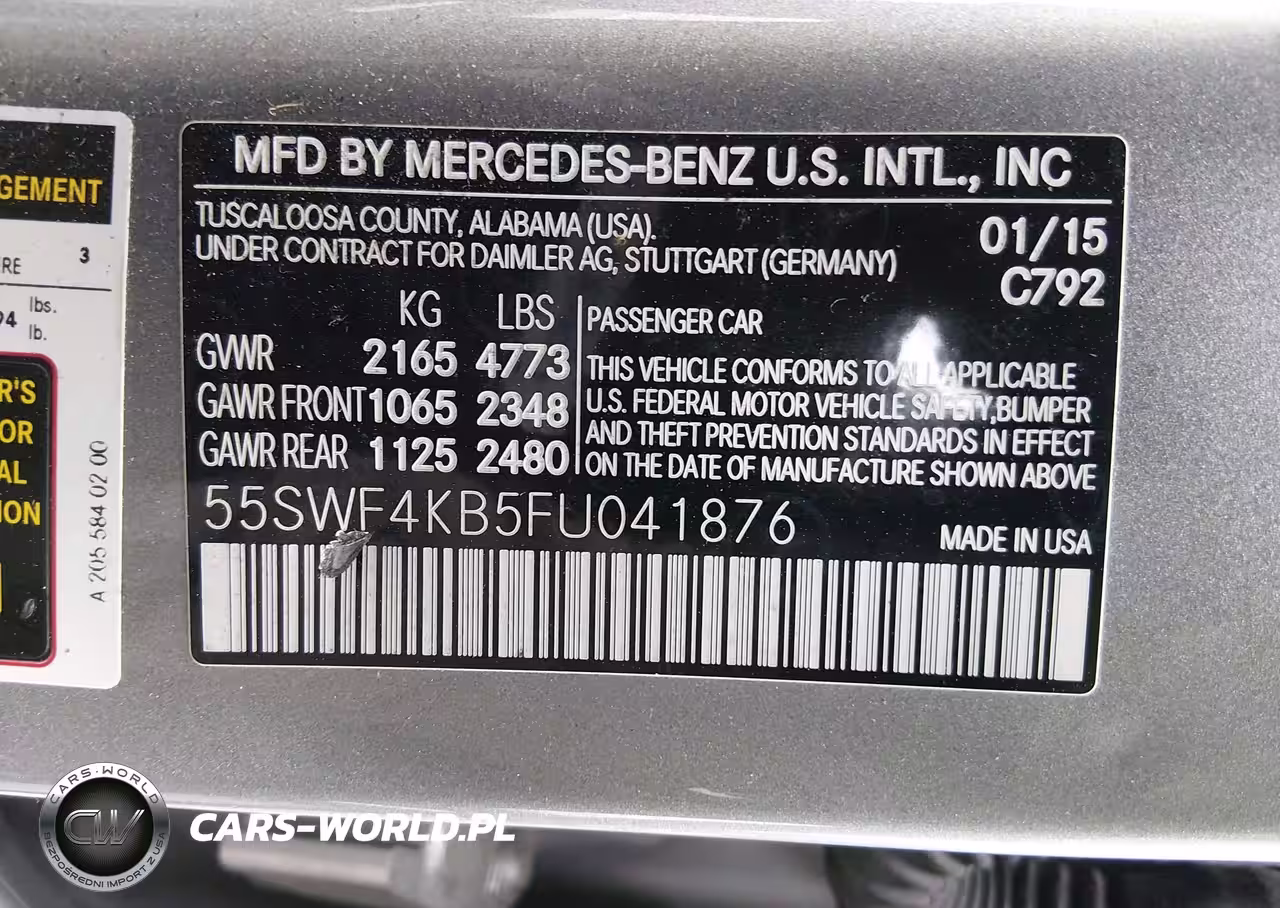 GEMENT
RE 3
94 lbs.
lb.
R'S
OR
AL
ION
A 205 584 02 00
MFD BY MERCEDES-BENZ U.S. INTL., INC
TUSCALOOSA COUNTY, ALABAMA (USA).
UNDER CONTRACT FOR DAIMLER AG, STUTTGART (GERMANY)
01/15
C792
KG LBS
GVWR 2165 4773
GAWR FRONT 1065 2348
GAWR REAR 1125 2480
PASSENGER CAR
THIS VEHICLE CONFORMS TO ALL APPLICABLE
U.S. FEDERAL MOTOR VEHICLE SAFETY,BUMPER
AND THEFT PREVENTION STANDARDS IN EFFECT
ON THE DATE OF MANUFACTURE SHOWN ABOVE
55SWF4KB5FU041876
MADE IN USA
CARS-WORLD
CW
BEZPOŚREDNI IMPORT Z USA
CARS-WORLD.PL